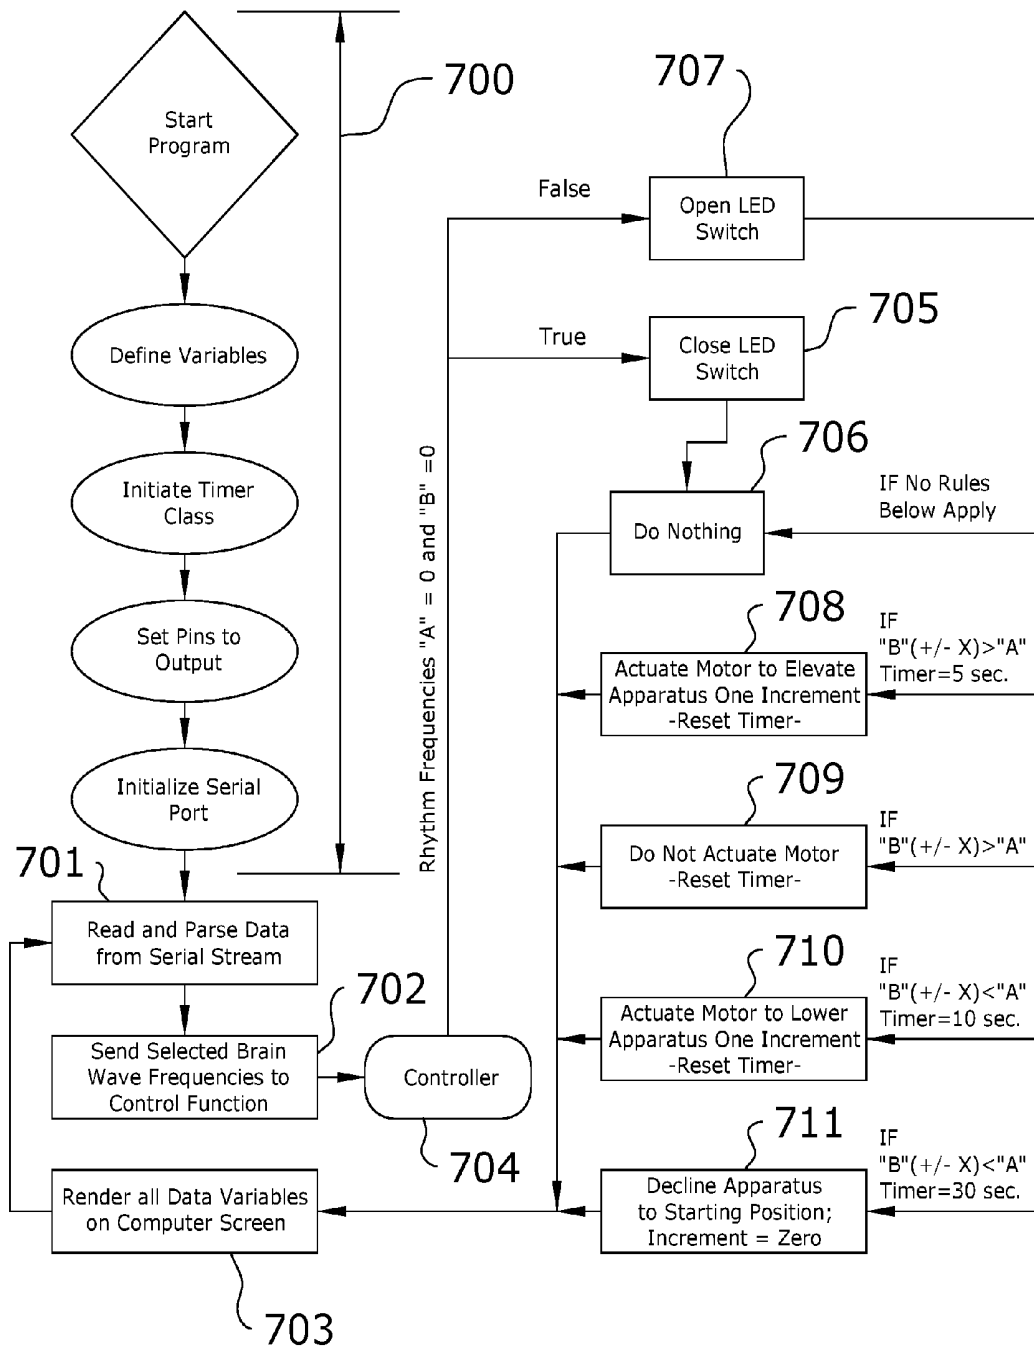 700
Start
Program
Define Variables
Initiate Timer
Class
Set Pins to
Output
Initialize Serial
Port
701
Read and Parse Data
from Serial Stream
702
Send Selected Brain
Wave Frequencies to
Control Function
Controller
704
Render all Data Variables
on Computer Screen
703
Rhythm Frequencies "A" = 0 and "B" =0
707
False
Open LED
Switch
705
True
Close LED
Switch
706
Do Nothing
IF No Rules
Below Apply
708
Actuate Motor to Elevate
Apparatus One Increment
-Reset Timer-
IF
"B"(+/- X)>"A"
Timer=5 sec.
709
Do Not Actuate Motor
-Reset Timer-
IF
"B"(+/- X)>"A"
710
Actuate Motor to Lower
Apparatus One Increment
-Reset Timer-
IF
"B"(+/- X)<"A"
Timer=10 sec.
711
Decline Apparatus
to Starting Position;
Increment = Zero
IF
"B"(+/- X)<"A"
Timer=30 sec.